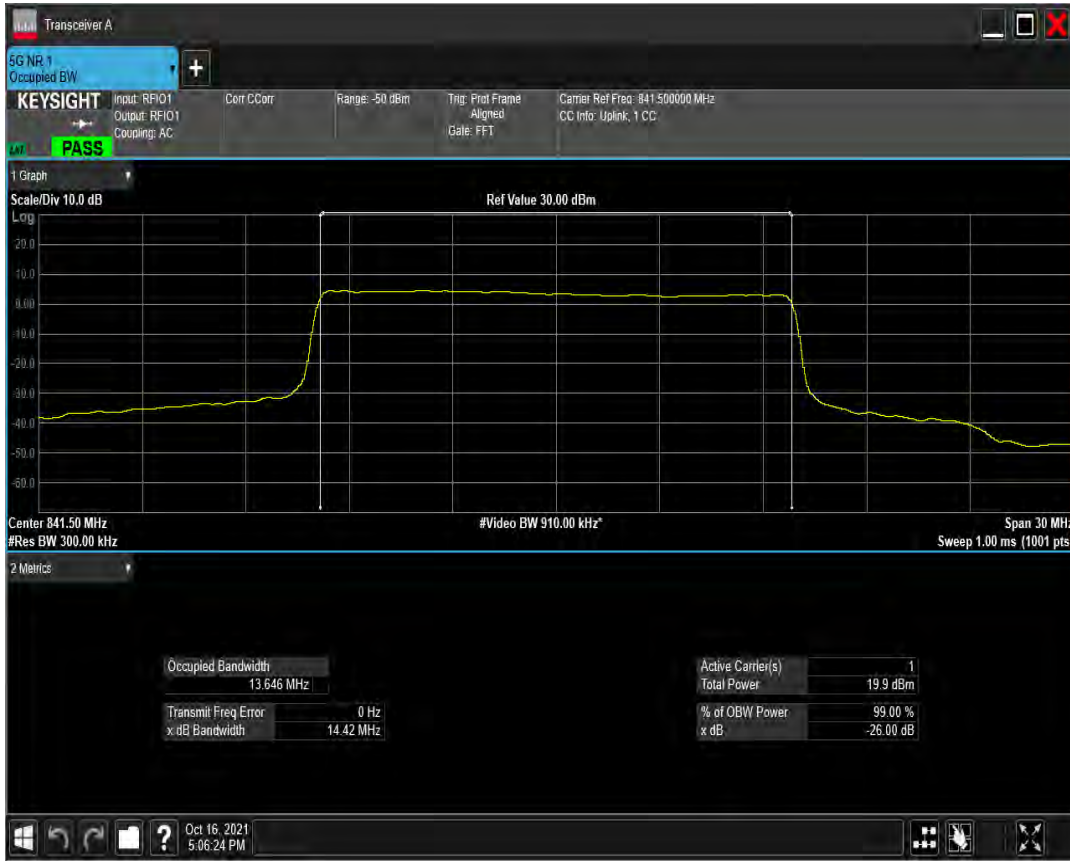 Transceiver A
5G NR 1
Occupied BW
+
KEYSIGHT
Input: RFIO1
Output: RFIO1
Coupling: AC
Corr CCorr
Range: -50 dBm
Trig: Prot Frame
Aligned
Gate: FFT
Carrier Ref Freq: 841.500000 MHz
CC Info: Uplink, 1 CC
PASS
1 Graph
Scale/Div 10.0 dB
Ref Value 30.00 dBm
Log
20.0
10.0
0.00
-10.0
-20.0
-30.0
-40.0
-50.0
-60.0
Center 841.50 MHz
#Video BW 910.00 kHz*
Span 30 MHz
#Res BW 300.00 kHz
Sweep 1.00 ms (1001 pts
2 Metrics
Occupied Bandwidth
13.646 MHz
Transmit Freq Error 0 Hz
x dB Bandwidth 14.42 MHz
Active Carrier(s) 1
Total Power 19.9 dBm
% of OBW Power 99.00 %
x dB -26.00 dB
?
Oct 16, 2021
5:06:24 PM